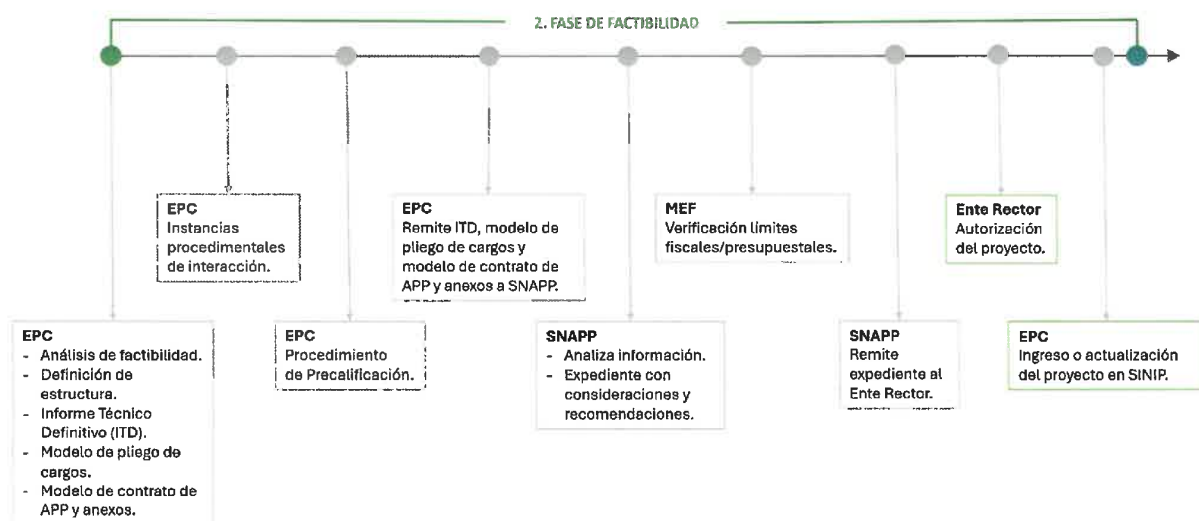 2. FASE DE FACTIBILIDAD
EPC
Instancias
procedimentales
de interacción.
EPC
Remite ITD, modelo de
pliego de cargos y
modelo de contrato de
APP y anexos a SNAPP.
MEF
Verificación límites
fiscales/presupuestales.
Ente Rector
Autorización
del proyecto.
EPC
- Análisis de factibilidad.
- Definición de
estructura.
- Informe Técnico
Definitivo (ITD).
- Modelo de pliego de
cargos.
- Modelo de contrato de
APP y anexos.
EPC
Procedimiento
de Precalificación.
SNAPP
- Analiza información.
- Expediente con
consideraciones y
recomendaciones.
SNAPP
Remite
expediente al
Ente Rector.
EPC
Ingreso o actualización
del proyecto en SINIP.